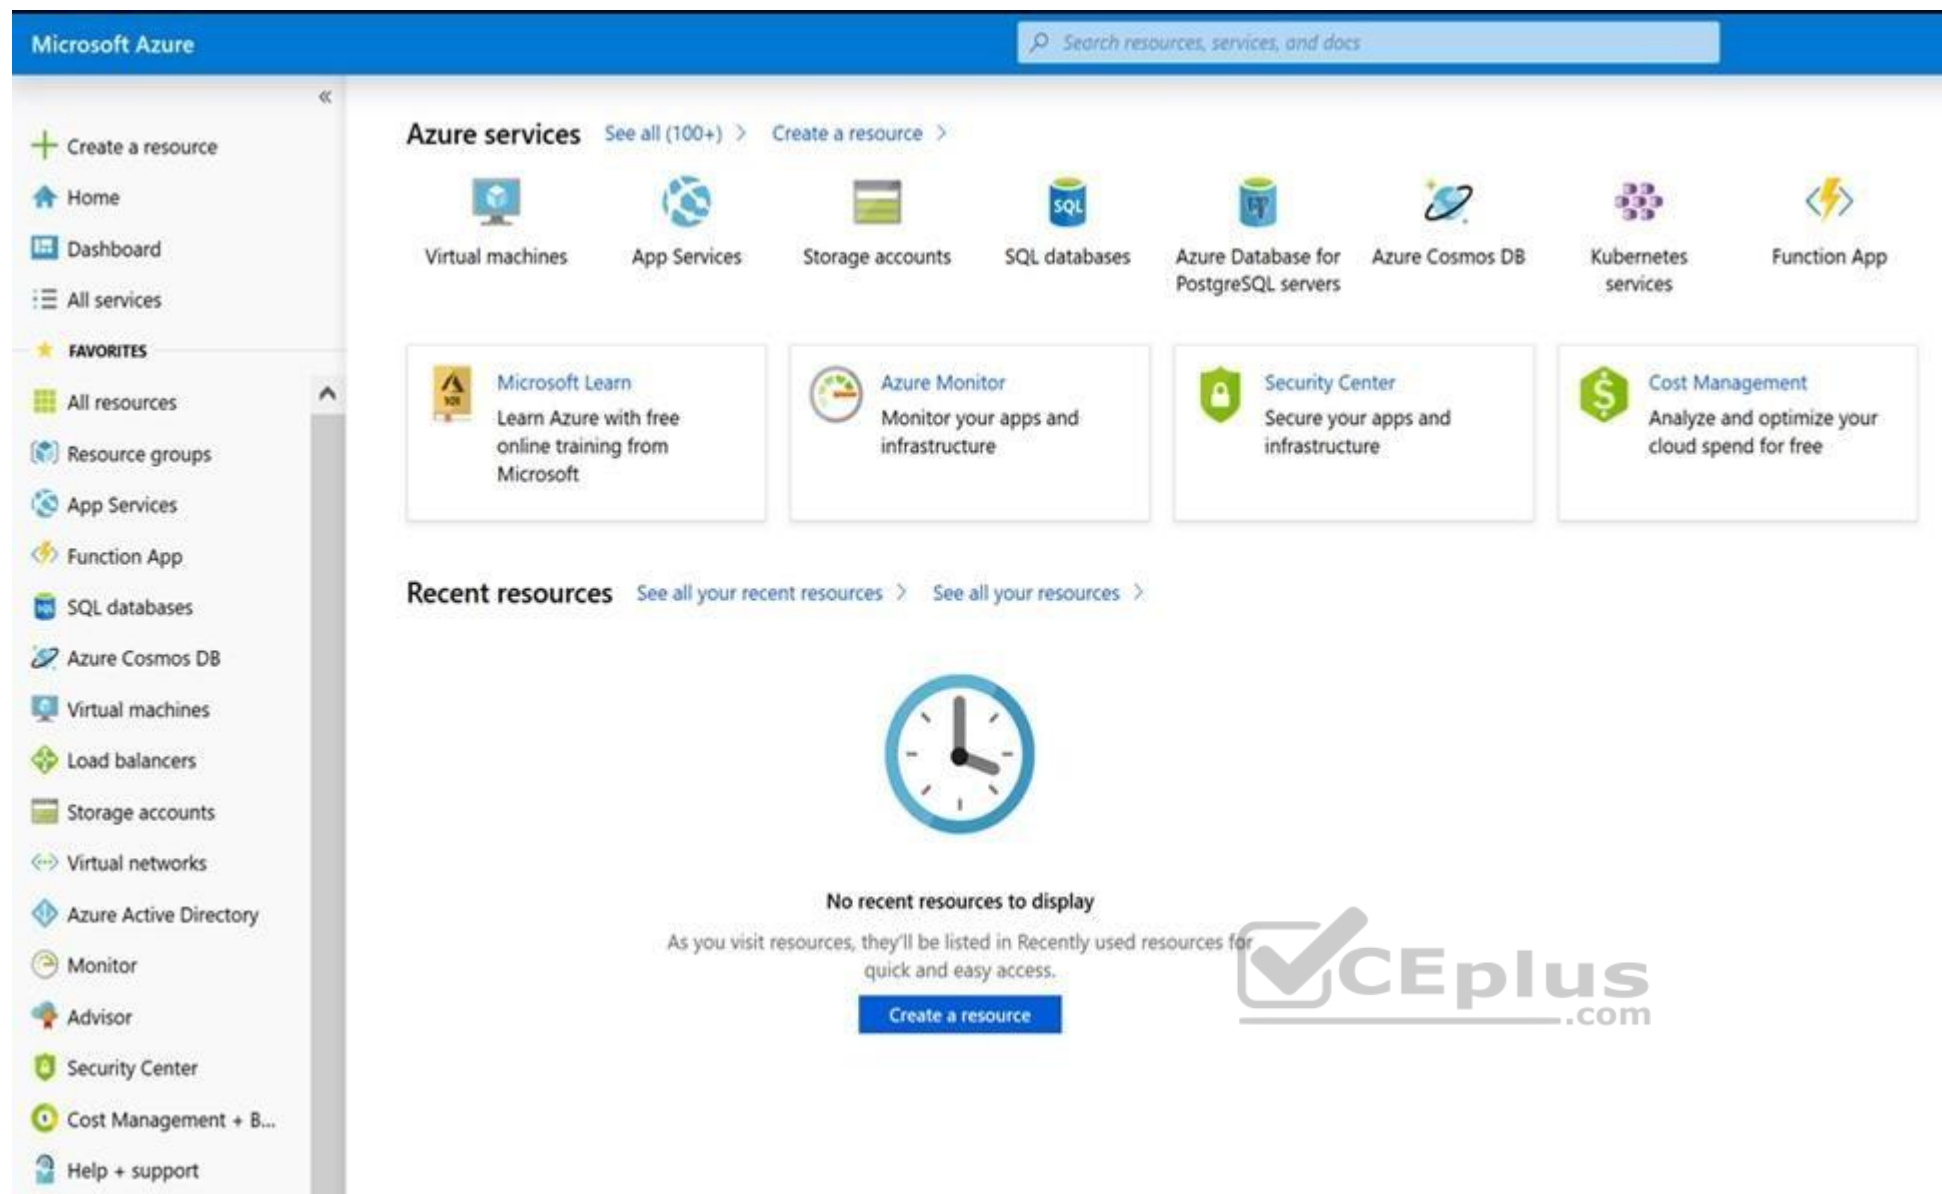 Microsoft Azure
Search resources, services, and docs
«
Create a resource
Home
Dashboard
All services
FAVORITES
All resources
Resource groups
App Services
Function App
SQL databases
Azure Cosmos DB
Virtual machines
Load balancers
Storage accounts
Virtual networks
Azure Active Directory
Monitor
Advisor
Security Center
Cost Management + B...
Help + support
Azure services See all (100+) > Create a resource >
Virtual machines
App Services
Storage accounts
SQL
SQL databases
Azure Database for
PostgreSQL servers
Azure Cosmos DB
Kubernetes
services
Function App
Microsoft Learn
Learn Azure with free
online training from
Microsoft
Azure Monitor
Monitor your apps and
infrastructure
Security Center
Secure your apps and
infrastructure
$
Cost Management
Analyze and optimize your
cloud spend for free
Recent resources See all your recent resources > See all your resources >
No recent resources to display
As you visit resources, they'll be listed in Recently used resources for
quick and easy access.
Create a resource
CEplus
.com